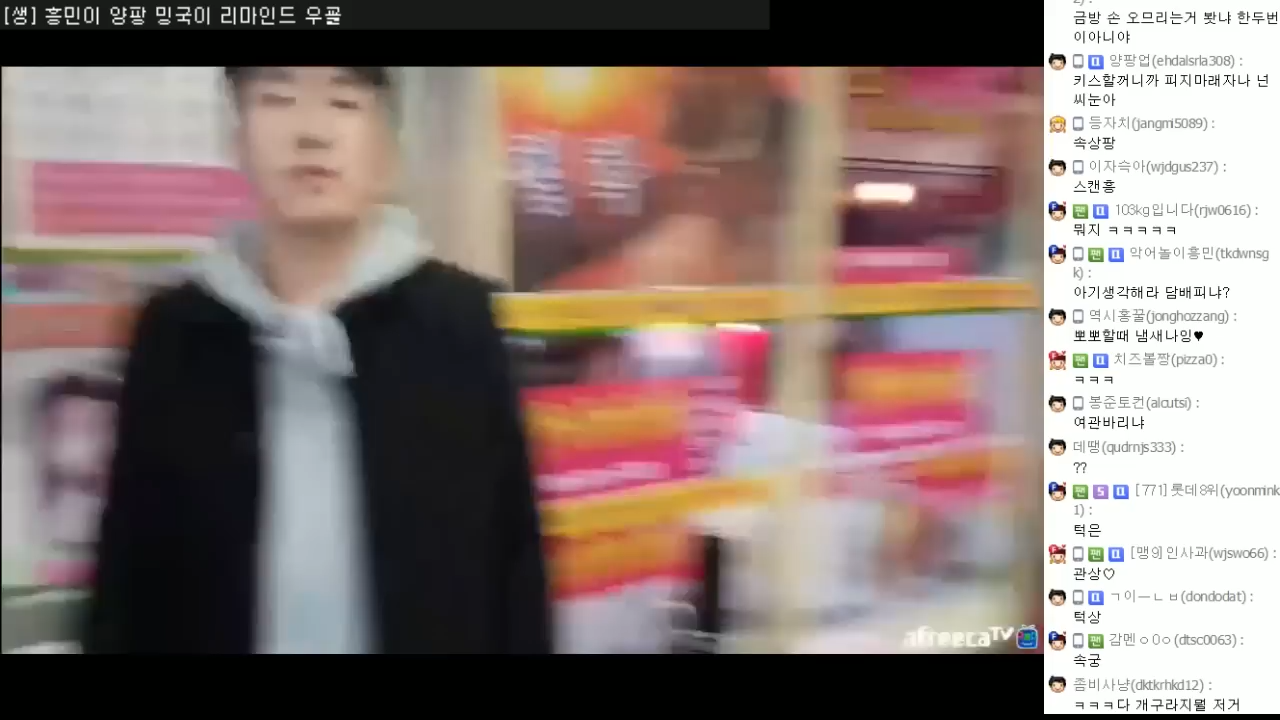 [생] 흥민이 양팡 밍국이 리마인드 우귤
금방 손 오므리는거 봣냐 한두번
이아니야
양팡업(ehdalsrla308) :
키스할꺼니까 피지마래자나 넌
씨눈아
등자치(jangmi5089) :
속상팡
이자슥아(wjdgus237) :
스캔흥
103kg입니다(rjw0616) :
뭐지 ㅋㅋㅋㅋㅋ
악어놀이흥민(tkdwnsg
k) :
아기생각해라 담배피냐?
역시홍꿀(jonghozzang) :
뽀뽀할때 냄새나잉♥
치즈볼짱(pizza0) :
ㅋㅋㅋ
봉준토컨(alcutsi) :
여관바리냐
데땡(qudrnjs333) :
??
[771]롯데8위(yoonmink
1) :
턱은
[맹9]인사과(wjswo66) :
관상♡
ㄱ이ㅡㄴㅂ(dondodat) :
턱상
감멘ㅇ0ㅇ(dtsc0063) :
속궁
좀비사냥(dktkrhkd12) :
ㅋㅋㅋ다 개구라지뭘 저거
afreecaTV